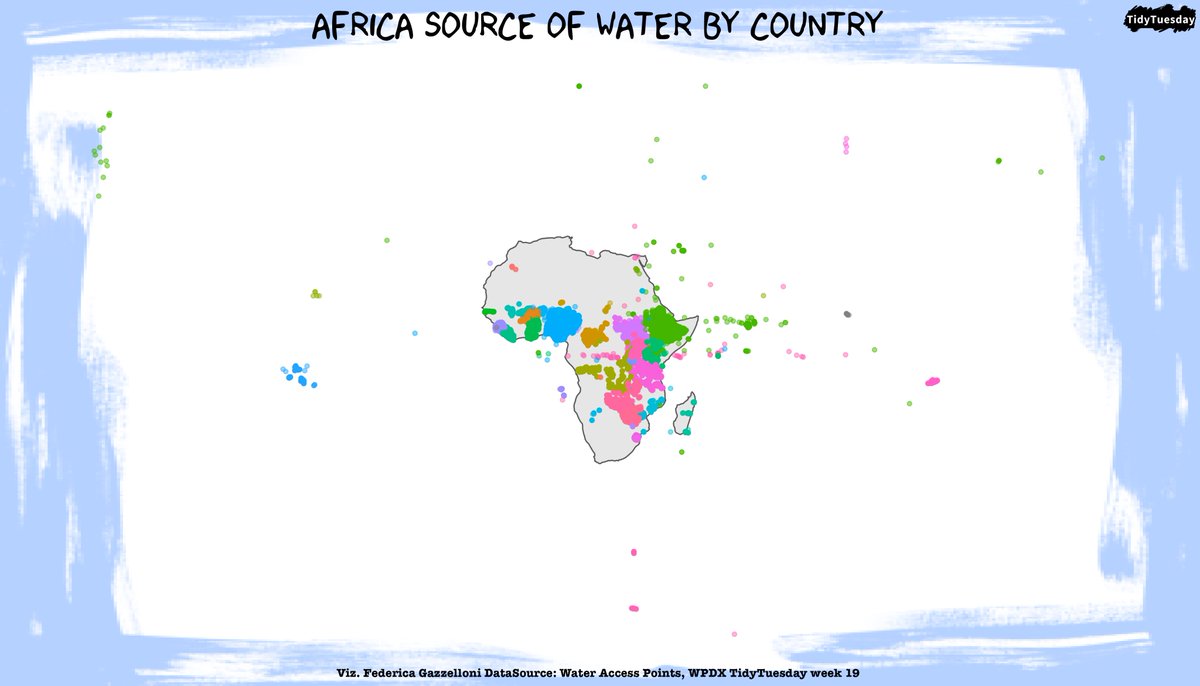 AFRICA SOURCE OF WATER BY COUNTRY
TidyTuesday
Viz. Federica Gazzelloni DataSource: Water Access Points, WPDX TidyTuesday week 19